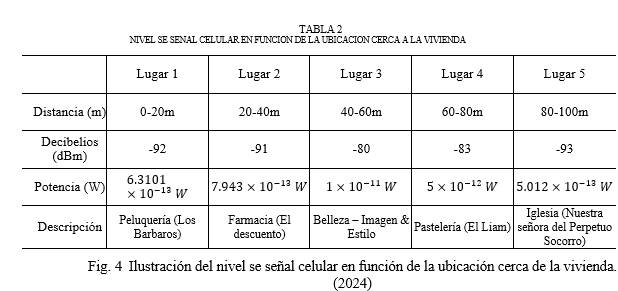 TABLA 2
NIVEL SE SENAL CELULAR EN FUNCION DE LA UBICACION CERCA A LA VIVIENDA
Lugar 1 Lugar 2 Lugar 3 Lugar 4 Lugar 5
Distancia (m) 0-20m 20-40m 40-60m 60-80m 80-100m
Decibelios
(dBm) -92 -91 -80 -83 -93
Potencia (W) 6.3101
× 10⁻¹³ W 7.943 × 10⁻¹³ W 1 × 10⁻¹¹ W 5 × 10⁻¹² W 5.012 × 10⁻¹³ W
Descripción Peluquería (Los
Barbaros) Farmacia (El
descuento) Belleza – Imagen &
Estilo Pastelería (El Liam) Iglesia (Nuestra
señora del Perpetuo
Socorro)
Fig. 4 Ilustración del nivel se señal celular en función de la ubicación cerca de la vivienda.
(2024)